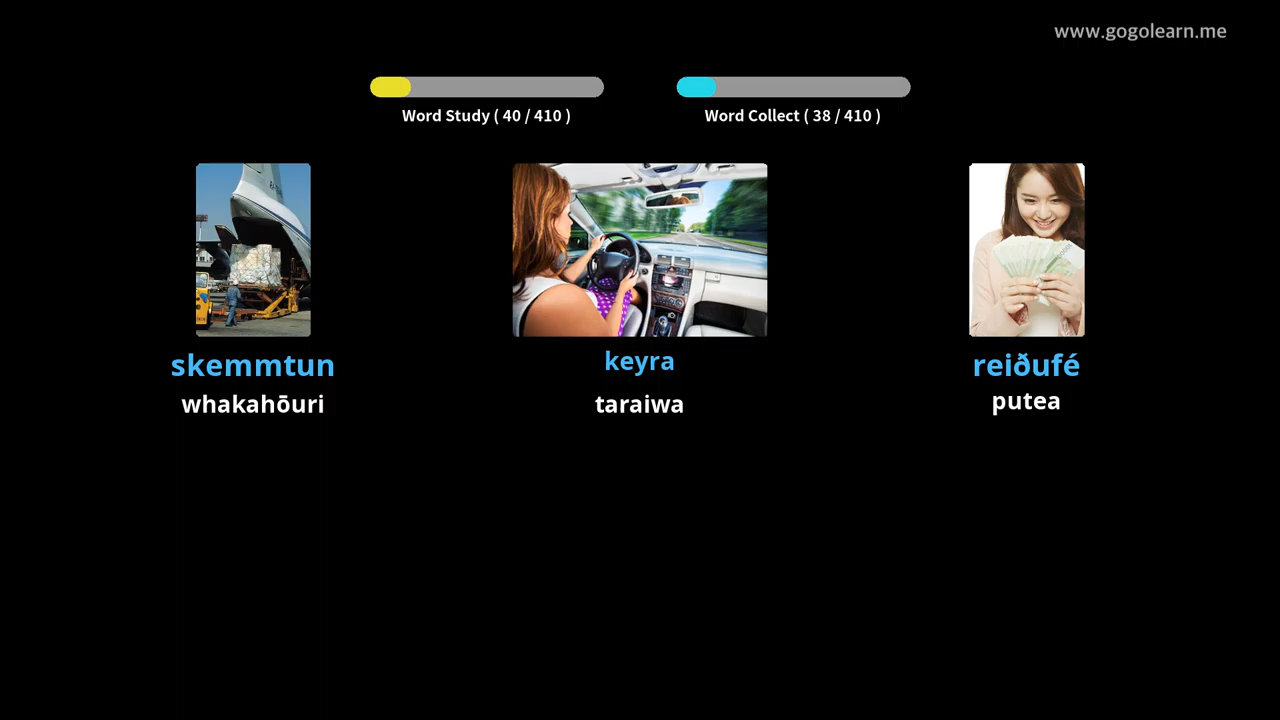 www.gogolearn.me
Word Study ( 40 / 410 )
Word Collect ( 38 / 410 )
skemmtun
whakahōuri
keyra
taraiwa
reiðufé
putea